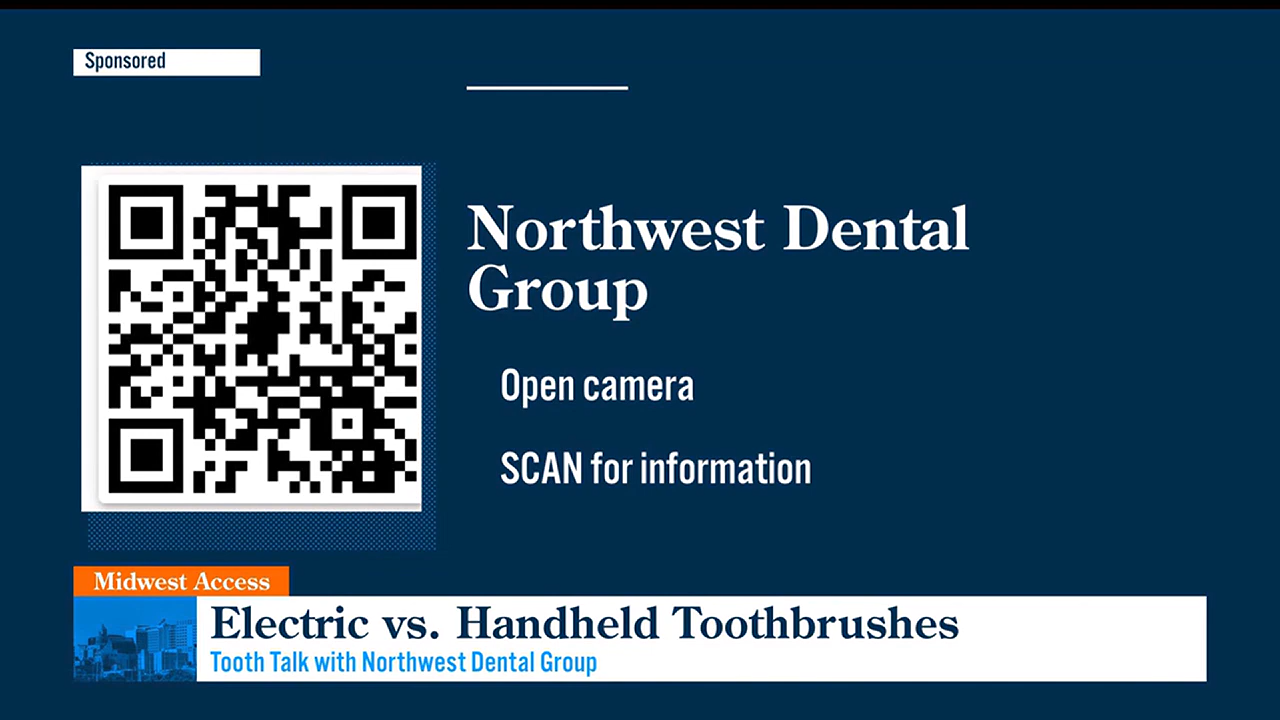 Sponsored
Northwest Dental
Group
Open camera
SCAN for information
Midwest Access
Electric vs. Handheld Toothbrushes
Tooth Talk with Northwest Dental Group